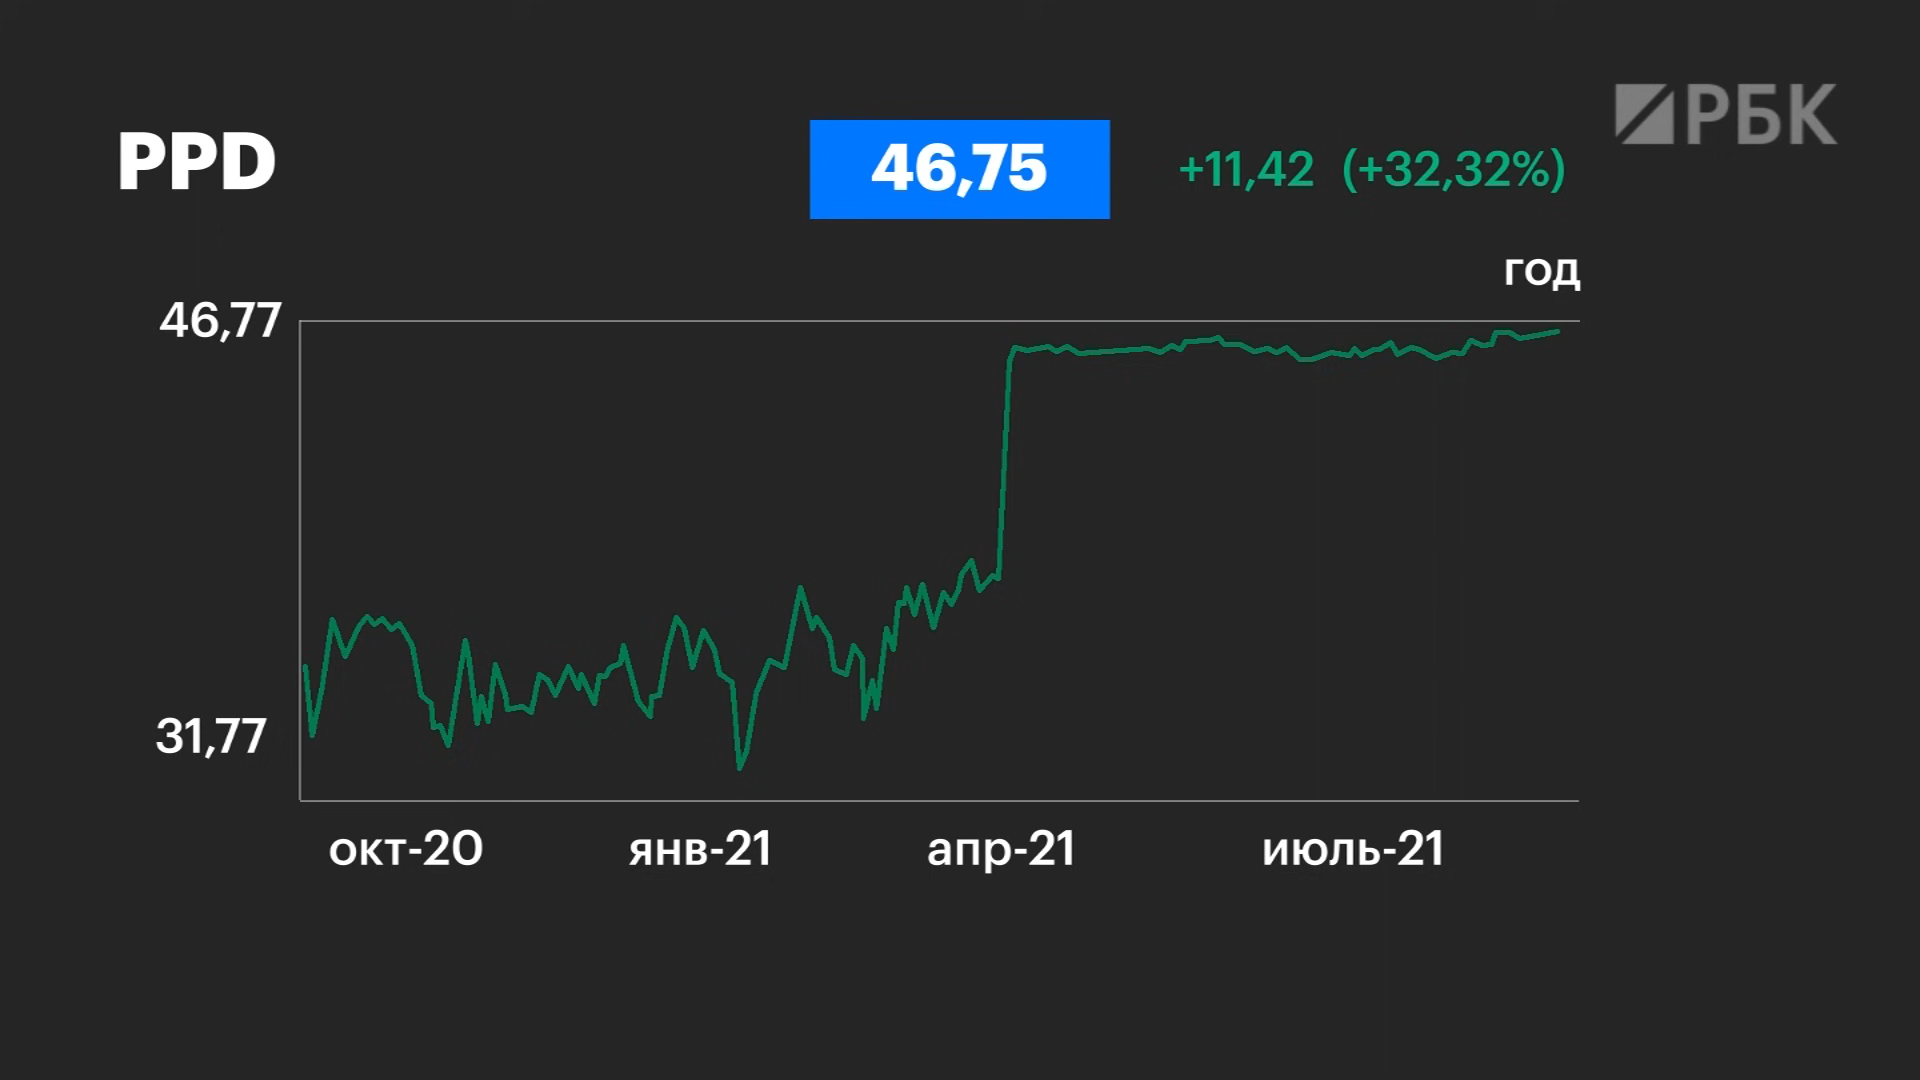 РБК
PPD
46,75
+11,42 (+32,32%)
год
46,77
31,77
окт-20
янв-21
апр-21
июль-21